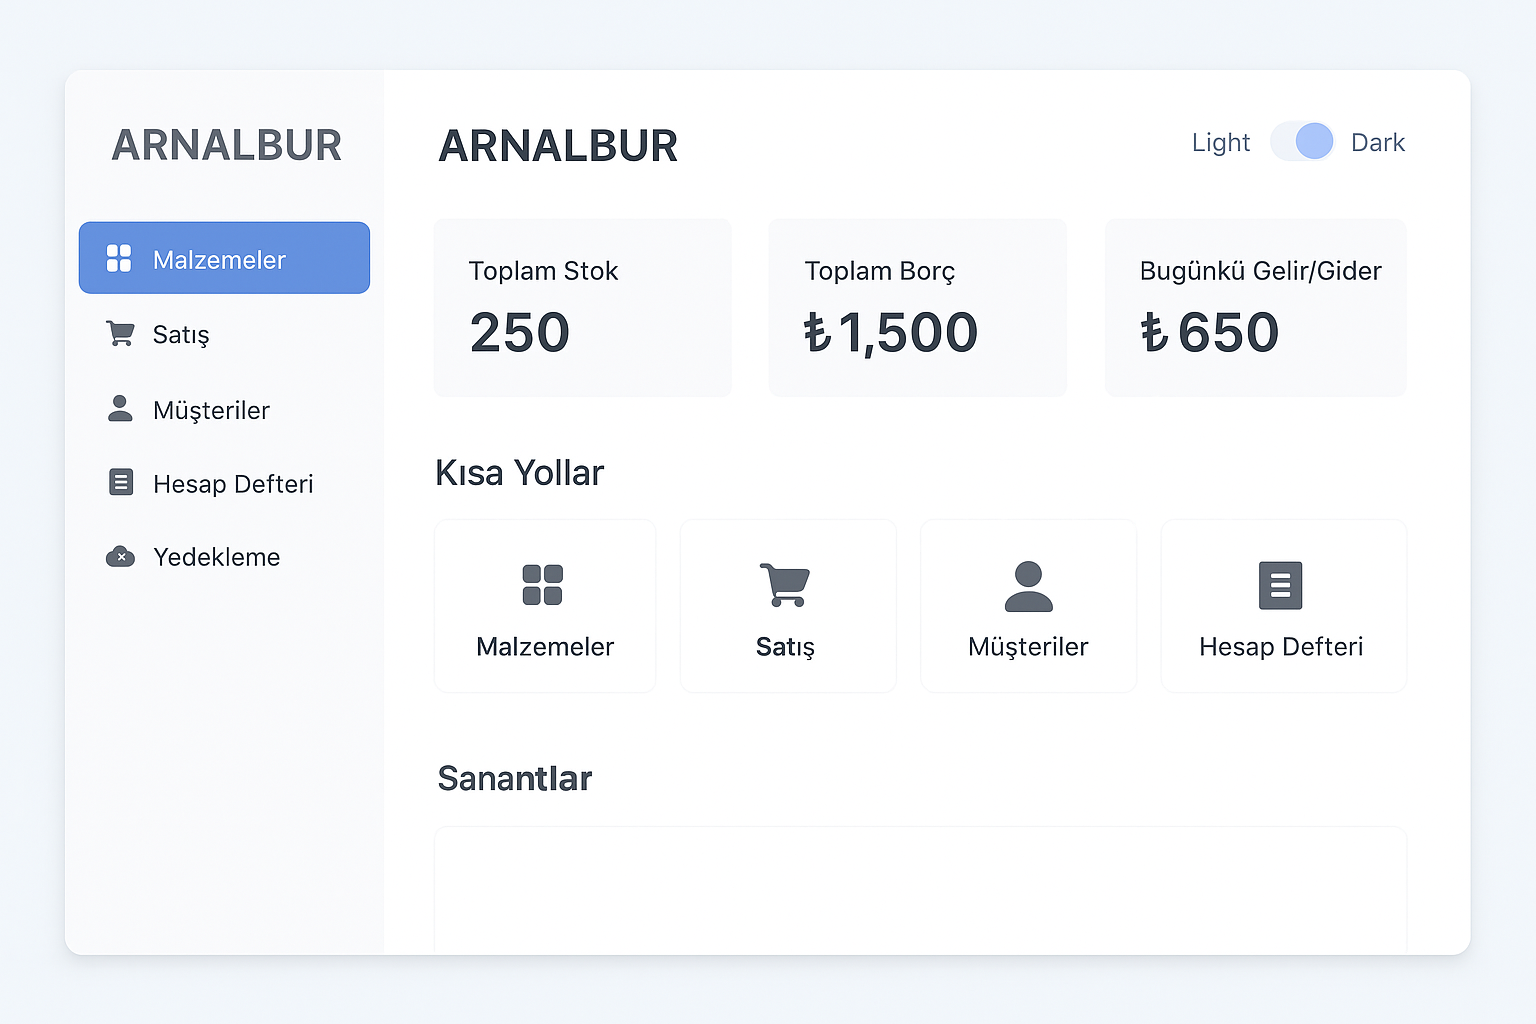 ARNALBUR
Malzemeler
Satış
Müşteriler
Hesap Defteri
Yedekleme
ARNALBUR
Light Dark
Toplam Stok
250
Toplam Borç
₺1,500
Bugünkü Gelir/Gider
₺650
Kısa Yollar
Malzemeler
Satış
Müşteriler
Hesap Defteri
Sanantlar